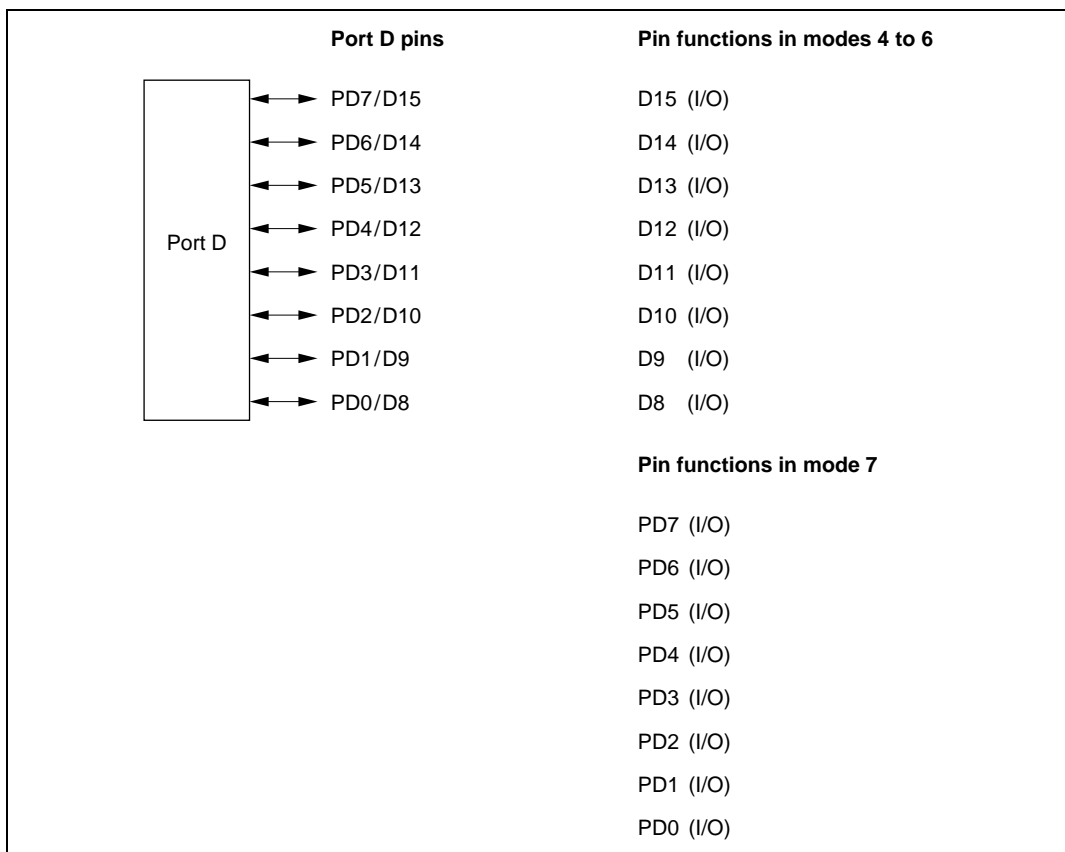 Port D pins Pin functions in modes 4 to 6
PD7/D15 D15 (I/O)
PD6/D14 D14 (I/O)
PD5/D13 D13 (I/O)
PD4/D12 D12 (I/O)
Port D
PD3/D11 D11 (I/O)
PD2/D10 D10 (I/O)
PD1/D9 D9 (I/O)
PD0/D8 D8 (I/O)
Pin functions in mode 7
PD7 (I/O)
PD6 (I/O)
PD5 (I/O)
PD4 (I/O)
PD3 (I/O)
PD2 (I/O)
PD1 (I/O)
PD0 (I/O)